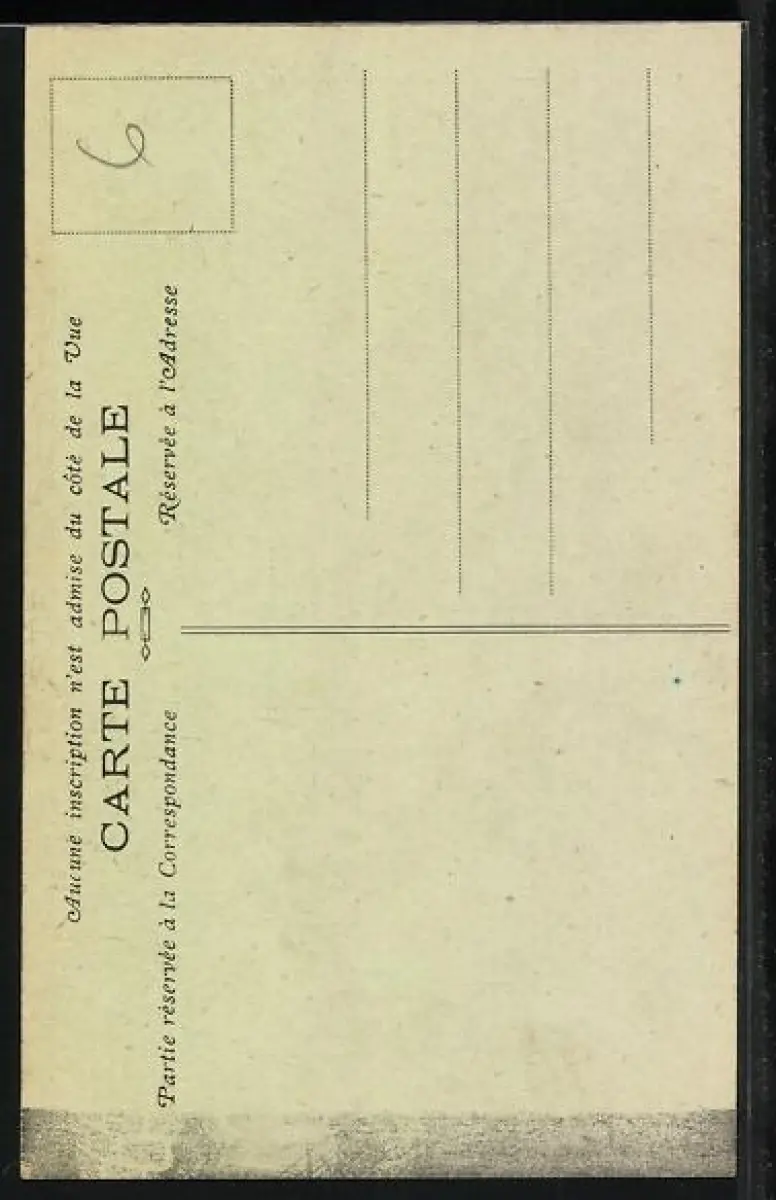 Aucune inscription n'est admise du côté de la Vue
CARTE POSTALE
Partie réservée à la Correspondance
Réservée à l'Adresse
6